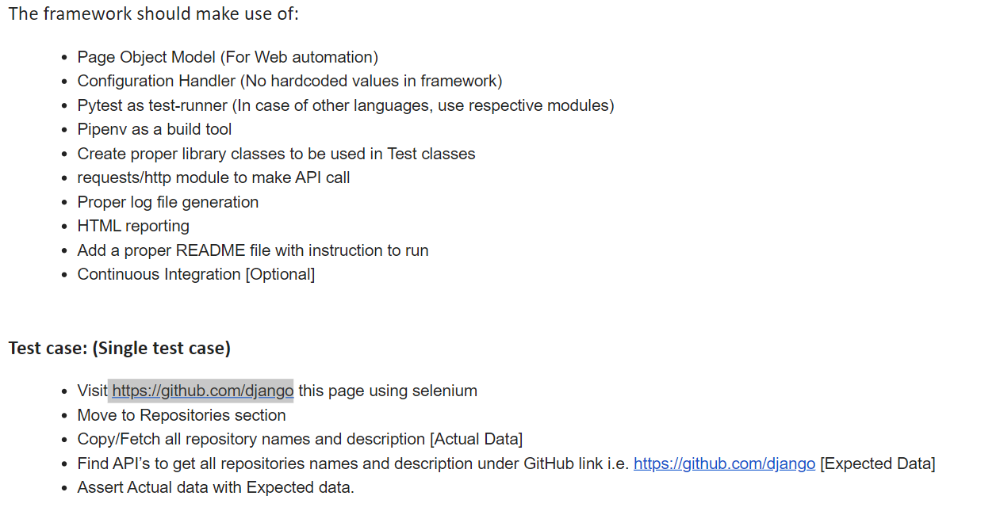 The framework should make use of:
• Page Object Model (For Web automation)
• Configuration Handler (No hardcoded values in framework)
• Pytest as test-runner (In case of other languages, use respective modules)
• Pipenv as a build tool
• Create proper library classes to be used in Test classes
• requests/http module to make API call
• Proper log file generation
• HTML reporting
• Add a proper README file with instruction to run
• Continuous Integration [Optional]
Test case: (Single test case)
• Visit https://github.com/django this page using selenium
• Move to Repositories section
• Copy/Fetch all repository names and description [Actual Data]
• Find API’s to get all repositories names and description under GitHub link i.e. https://github.com/django [Expected Data]
• Assert Actual data with Expected data.